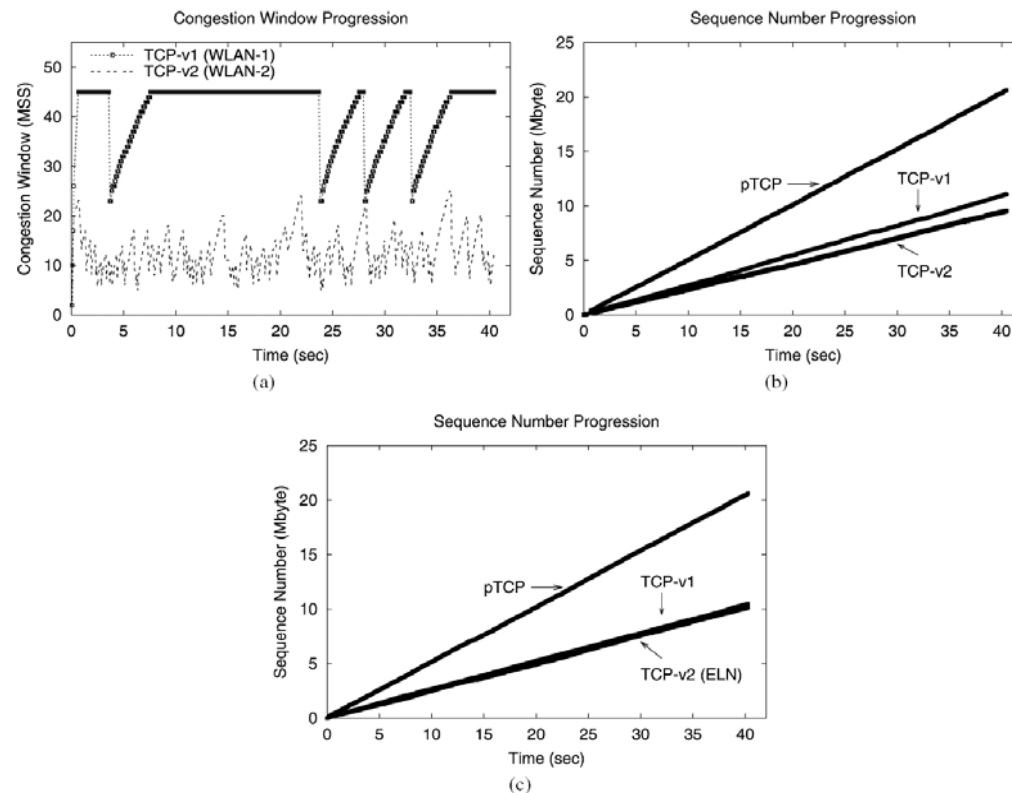 Congestion Window Progression
TCP-v1 (WLAN-1)
TCP-v2 (WLAN-2)
Congestion Window (MSS)
50
40
30
20
10
0
0 5 10 15 20 25 30 35 40
Time (sec)
(a)
Sequence Number Progression
Sequence Number (Mbyte)
25
20
15
10
5
0
pTCP
TCP-v1
TCP-v2
0 5 10 15 20 25 30 35 40
Time (sec)
(b)
Sequence Number Progression
Sequence Number (Mbyte)
25
20
15
10
5
0
pTCP
TCP-v1
TCP-v2 (ELN)
0 5 10 15 20 25 30 35 40
Time (sec)
(c)